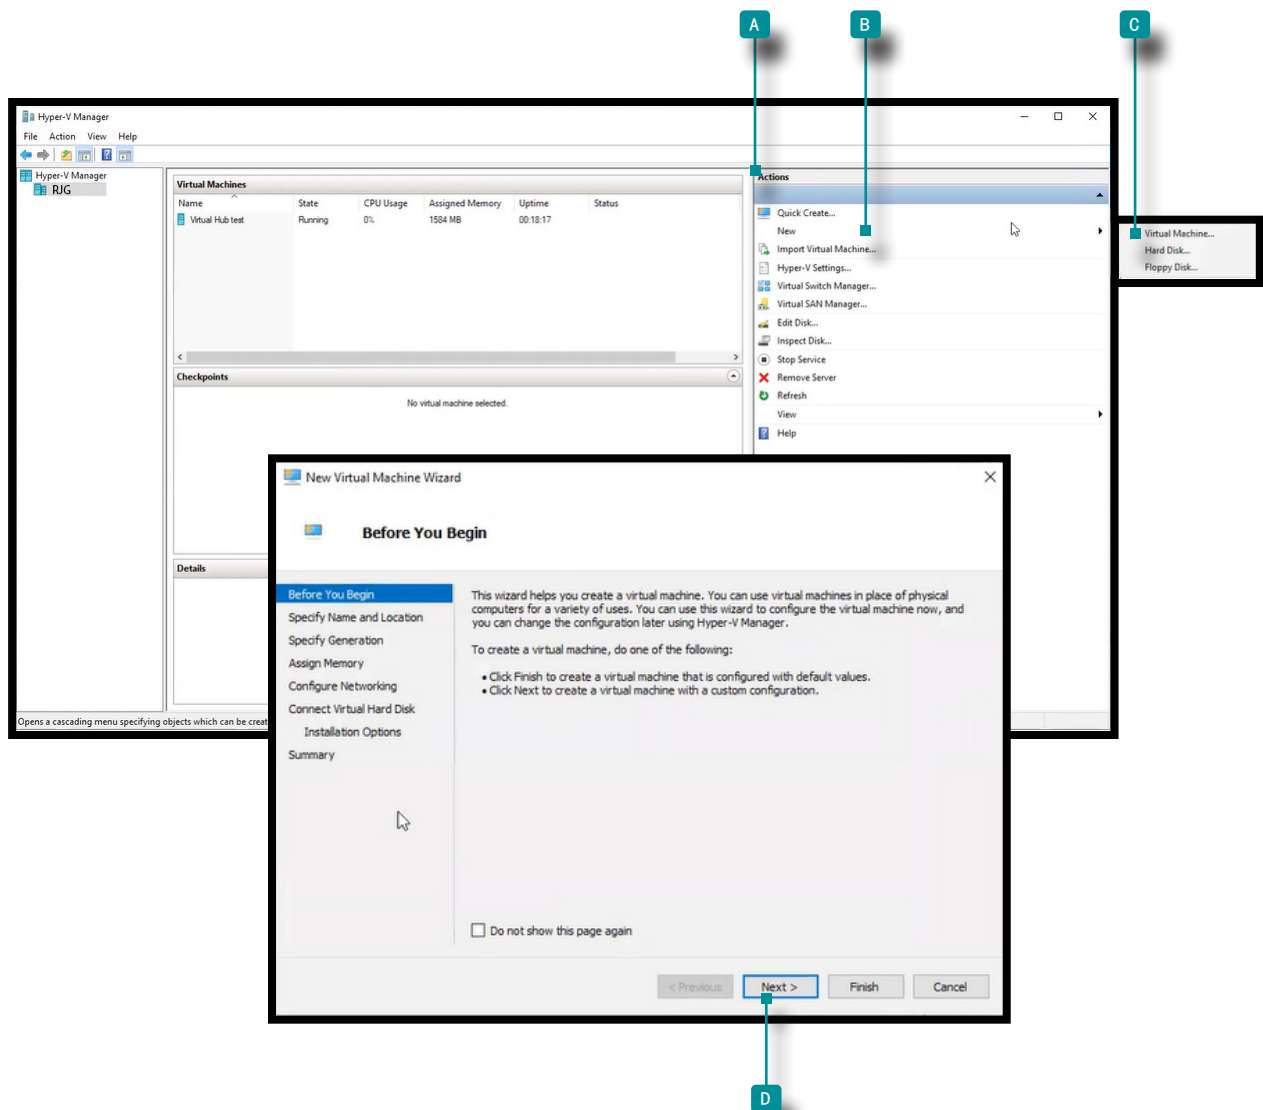 A
B
C
Hyper-V Manager
File Action View Help
Hyper-V Manager
RJG
Virtual Machines
Name State CPU Usage Assigned Memory Uptime Status
Virtual Hub test Running 0% 1584 MB 00:18:17
Checkpoints
No virtual machine selected.
Details
Actions
Quick Create...
New
Import Virtual Machine...
Hyper-V Settings...
Virtual Switch Manager...
Virtual SAN Manager...
Edit Disk...
Inspect Disk...
Stop Service
Remove Server
Refresh
View
Help
Virtual Machine...
Hard Disk...
Floppy Disk...
Opens a cascading menu specifying objects which can be creat
New Virtual Machine Wizard
Before You Begin
Before You Begin
Specify Name and Location
Specify Generation
Assign Memory
Configure Networking
Connect Virtual Hard Disk
Installation Options
Summary
This wizard helps you create a virtual machine. You can use virtual machines in place of physical
computers for a variety of uses. You can use this wizard to configure the virtual machine now, and
you can change the configuration later using Hyper-V Manager.
To create a virtual machine, do one of the following:
• Click Finish to create a virtual machine that is configured with default values.
• Click Next to create a virtual machine with a custom configuration.
Do not show this page again
< Previous Next > Finish Cancel
D